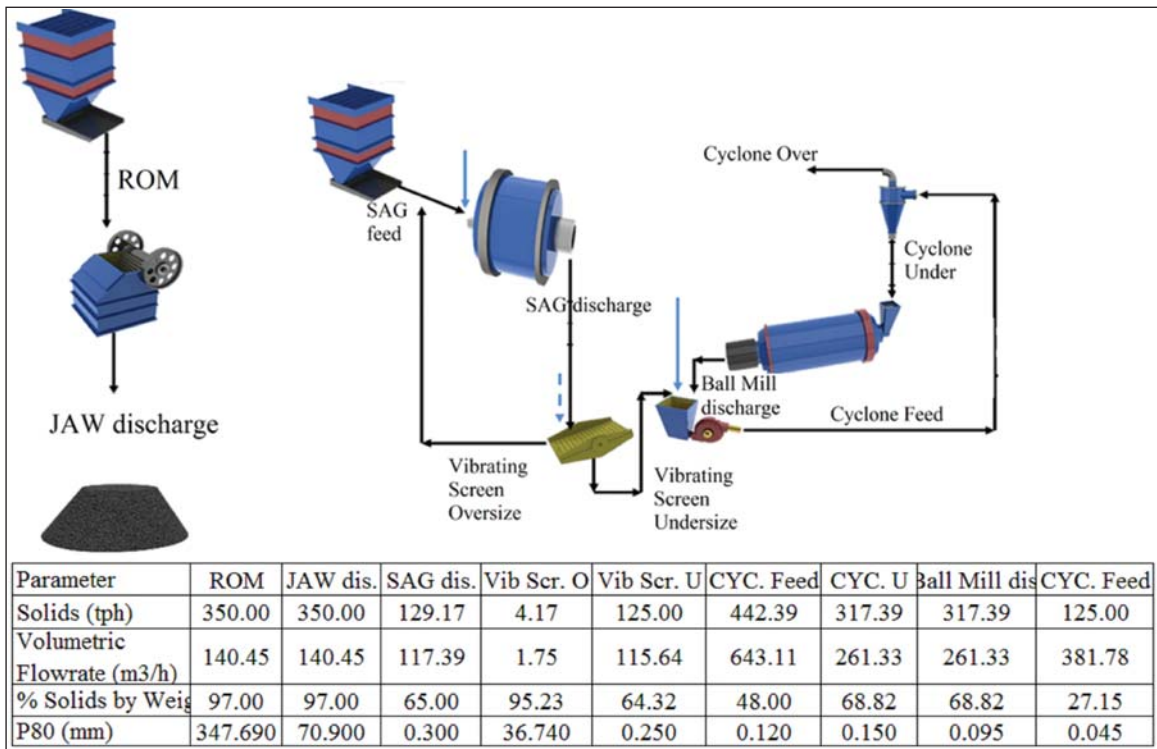 ROM
JAW discharge
SAG
feed
SAG discharge
Vibrating
Screen
Oversize
Vibrating
Screen
Undersize
Ball Mill
discharge
Cyclone Feed
Cyclone Over
Cyclone
Under
Parameter ROM JAW dis. SAG dis. Vib Scr. O Vib Scr. U CYC. Feed CYC. U Ball Mill dis CYC. Feed
Solids (tph) 350.00 350.00 129.17 4.17 125.00 442.39 317.39 317.39 125.00
Volumetric
Flowrate (m3/h) 140.45 140.45 117.39 1.75 115.64 643.11 261.33 261.33 381.78
% Solids by Weig 97.00 97.00 65.00 95.23 64.32 48.00 68.82 68.82 27.15
P80 (mm) 347.690 70.900 0.300 36.740 0.250 0.120 0.150 0.095 0.045